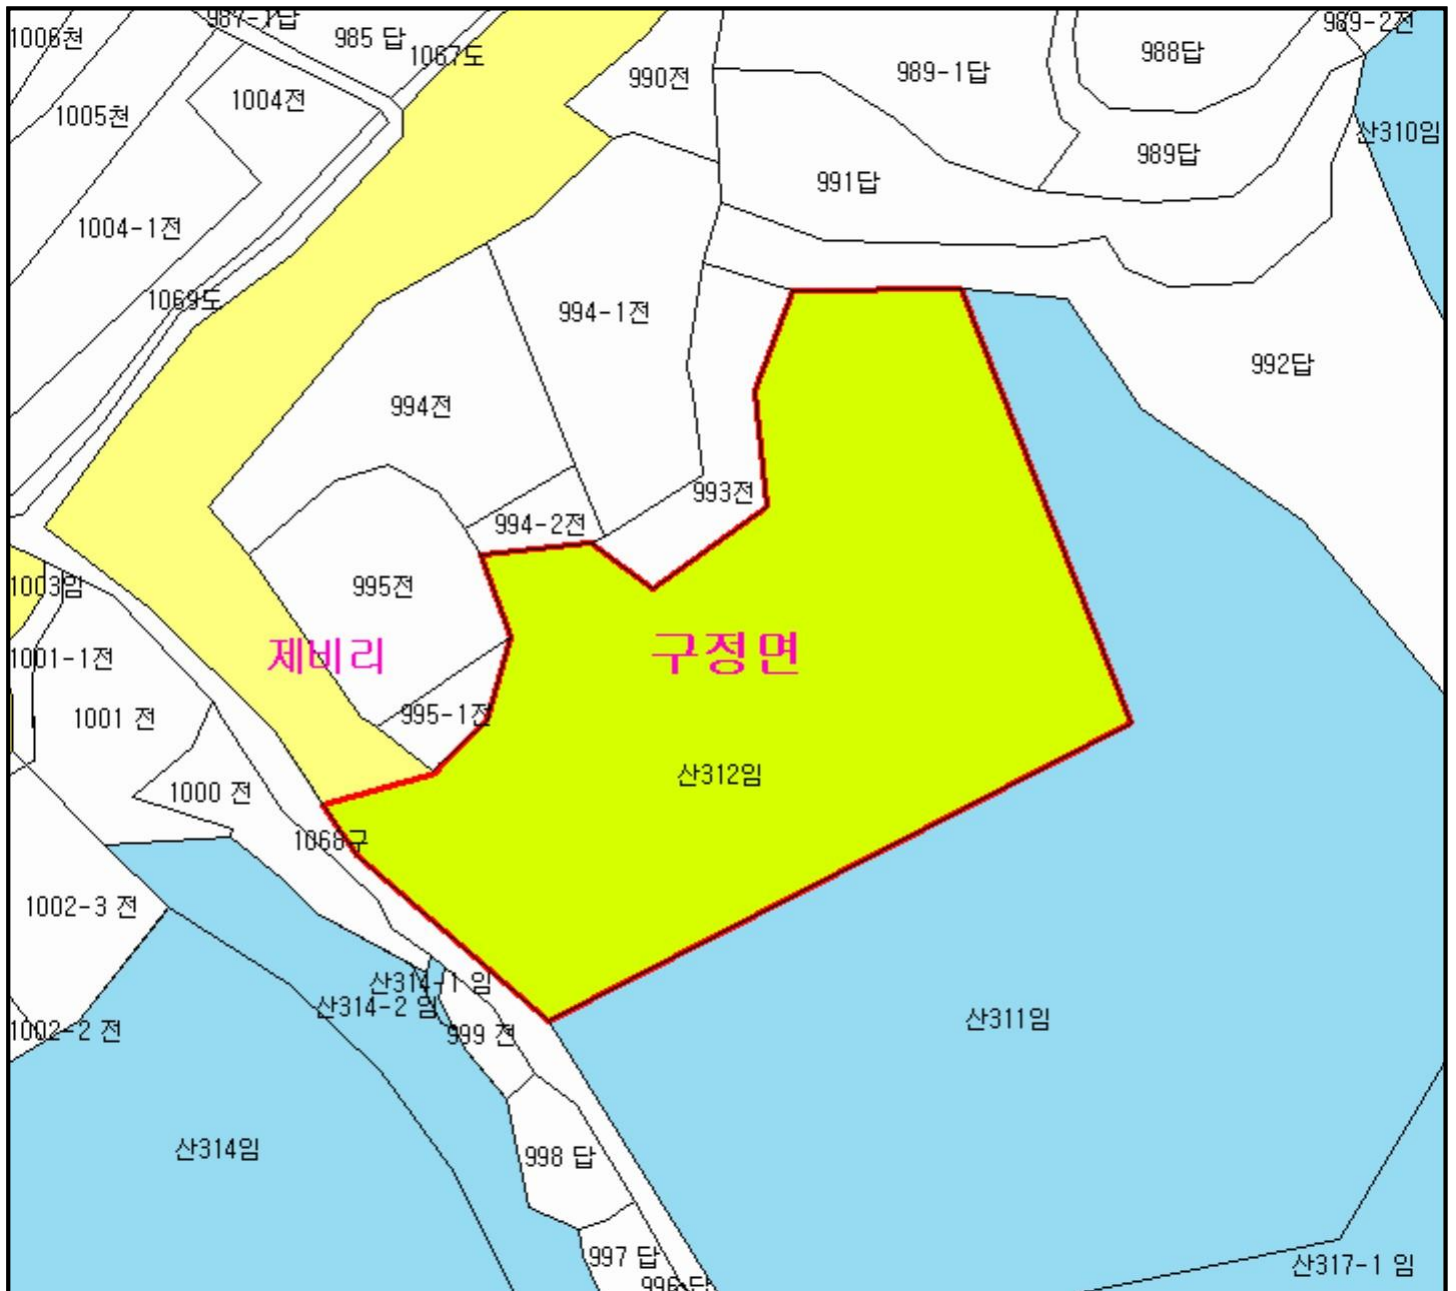 1006천
987-1답
985 답
1067도
990전
989-1답
988답
989-2전
1005천
1004전
산310임
991답
989답
1004-1전
1069도
994-1전
992답
994전
993전
994-2전
1003임
995전
제비리
구정면
1001-1전
1001 전
995-1전
산312임
1000 전
1068구
1002-3 전
산314-1 임
산314-2 임
산311임
1002-2 전
999 전
산314임
998 답
997 답
산317-1 임
996 답